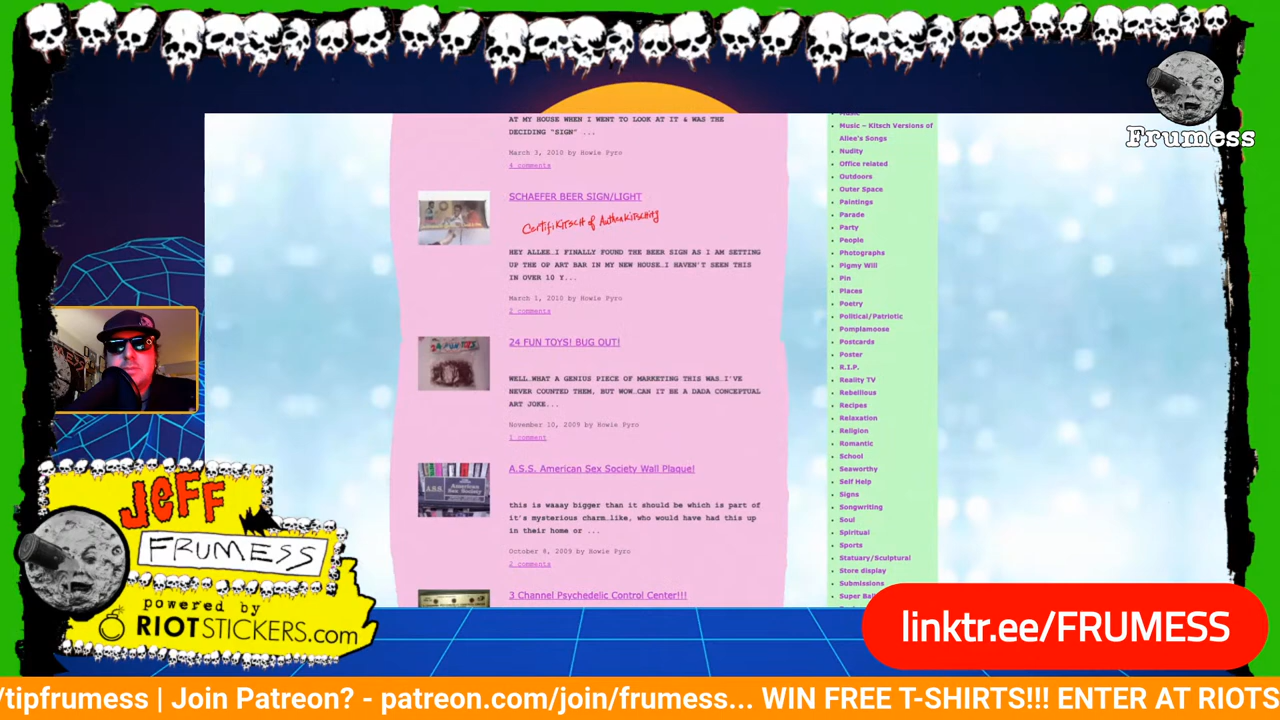 Frumess
AT MY HOUSE WHEN I WENT TO LOOK AT IT & WAS THE
DECIDING "SIGN" ...
March 3, 2010 by Howie Pyro
4 comments
SCHAEFER BEER SIGN/LIGHT
CertifiKITSCH of AuthenKITSCHity
HEY ALLEE…I FINALLY FOUND THE BEER SIGN AS I AM SETTING
UP THE OP ART BAR IN MY NEW HOUSE…I HAVEN'T SEEN THIS
IN OVER 10 Y...
March 1, 2010 by Howie Pyro
2 comments
24 FUN TOYS! BUG OUT!
WELL…WHAT A GENIUS PIECE OF MARKETING THIS WAS…I'VE
NEVER COUNTED THEM, BUT WOW…CAN IT BE A DADA CONCEPTUAL
ART JOKE...
November 10, 2009 by Howie Pyro
1 comment
A.S.S. American Sex Society Wall Plaque!
A.S.S. American
Sex Society
this is waaay bigger than it should be which is part of
it's mysterious charm…like, who would have had this up
in their home or ...
October 6, 2009 by Howie Pyro
2 comments
3 Channel Psychedelic Control Center!!!
Music – Kitsch Versions of
Allee's Songs
Nudity
Office related
Outdoors
Outer Space
Paintings
Parade
Party
People
Photographs
Pigmy Will
Pin
Places
Poetry
Political/Patriotic
Pomplamoose
Postcards
Poster
R.I.P.
Reality TV
Rebellious
Recipes
Relaxation
Religion
Romantic
School
Seaworthy
Self Help
Signs
Songwriting
Soul
Spiritual
Sports
Statuary/Sculptural
Store display
Submissions
Super Ball
JEFF
FRUMESS
powered by
RIOTSTICKERS.com
linktr.ee/FRUMESS
/tipfrumess | Join Patreon? - patreon.com/join/frumess... WIN FREE T-SHIRTS!!! ENTER AT RIOTS